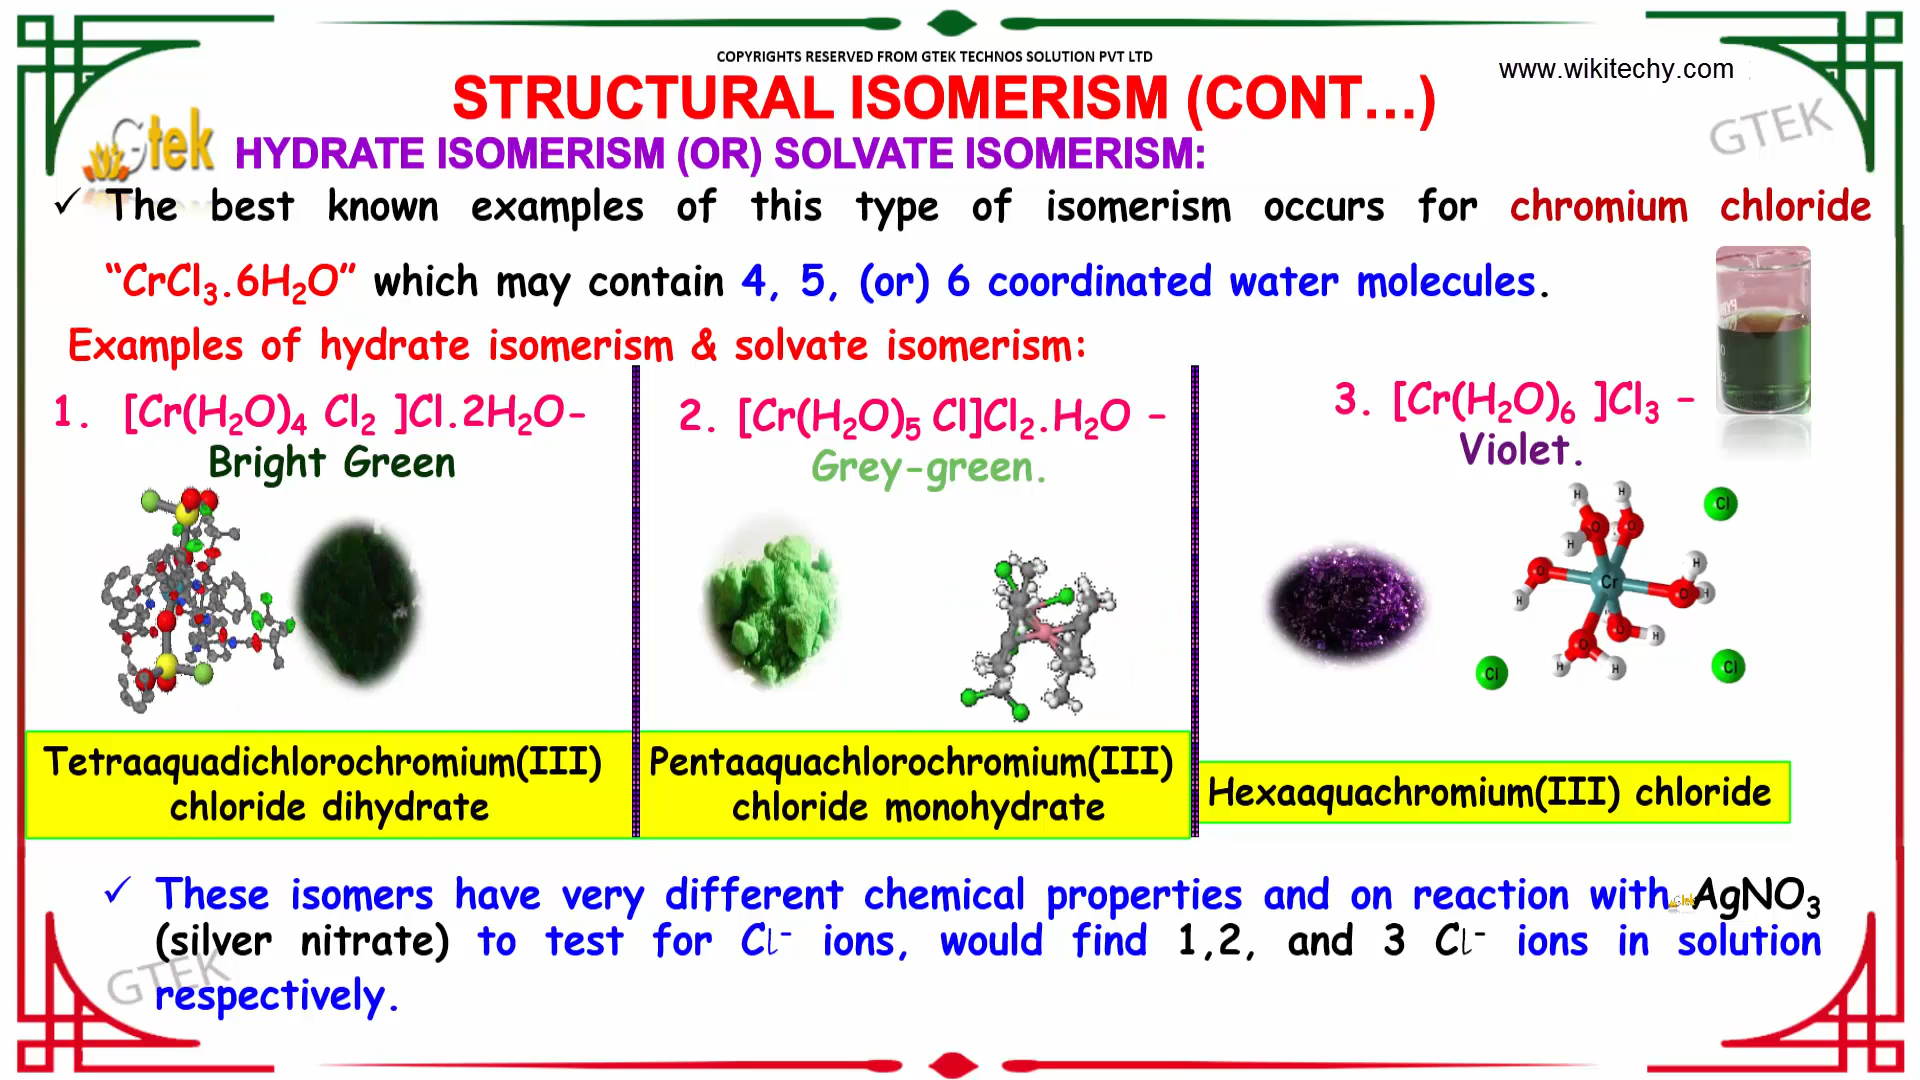 COPYRIGHTS RESERVED FROM GTEK TECHNOS SOLUTION PVT LTD
www.wikitechy.com
STRUCTURAL ISOMERISM (CONT...)
GTEK
Gtek
HYDRATE ISOMERISM (OR) SOLVATE ISOMERISM:
✓ The best known examples of this type of isomerism occurs for chromium chloride
“CrCl₃.6H₂O” which may contain 4, 5, (or) 6 coordinated water molecules.
Examples of hydrate isomerism & solvate isomerism:
1. [Cr(H₂O)₄ Cl₂ ]Cl.2H₂O-
Bright Green
2. [Cr(H₂O)₅ Cl]Cl₂.H₂O –
Grey-green.
3. [Cr(H₂O)₆ ]Cl₃ –
Violet.
H H Cl
O O
H
O Cr H
H O H
O H
O
Cl H H Cl
Tetraaquadichlorochromium(III)
chloride dihydrate
Pentaaquachlorochromium(III)
chloride monohydrate
Hexaaquachromium(III) chloride
✓ These isomers have very different chemical properties and on reaction with AgNO₃
(silver nitrate) to test for Cl⁻ ions, would find 1,2, and 3 Cl⁻ ions in solution
respectively.
GTEK